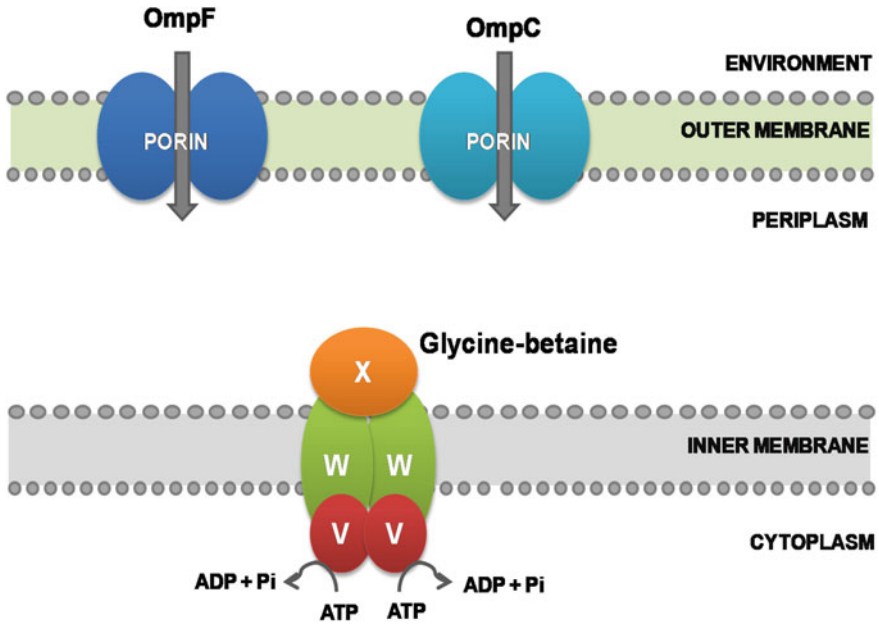 OmpF
OmpC
ENVIRONMENT
PORIN
PORIN
OUTER MEMBRANE
PERIPLASM
Glycine-betaine
X
W W
INNER MEMBRANE
V V
CYTOPLASM
ADP + Pi
ADP + Pi
ATP
ATP